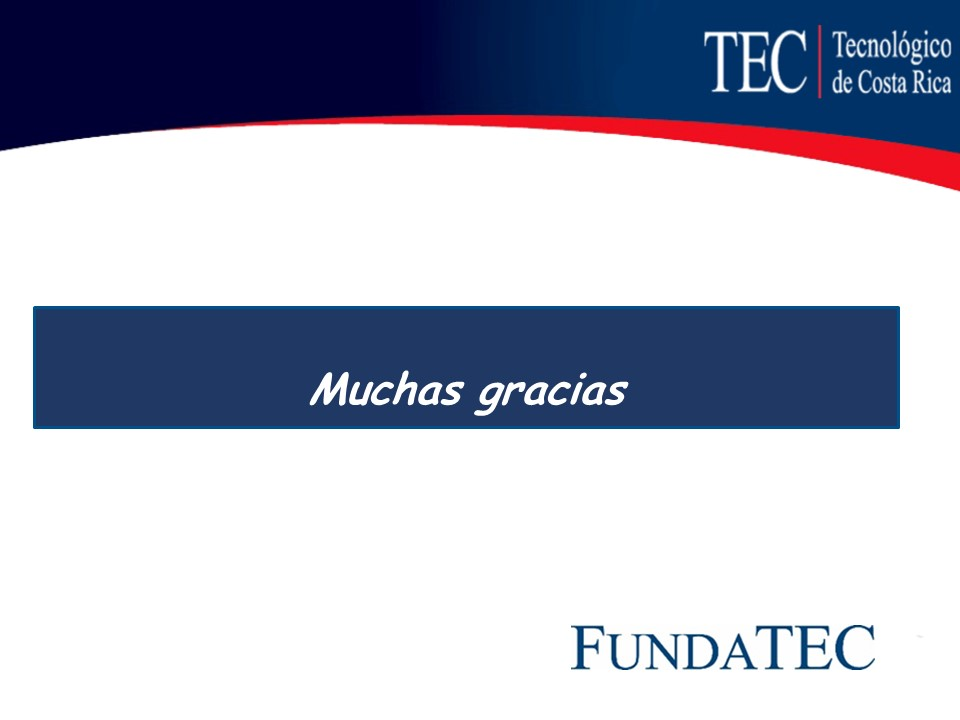 TEC
Tecnológico
de Costa Rica
Muchas gracias
FUNDATEC